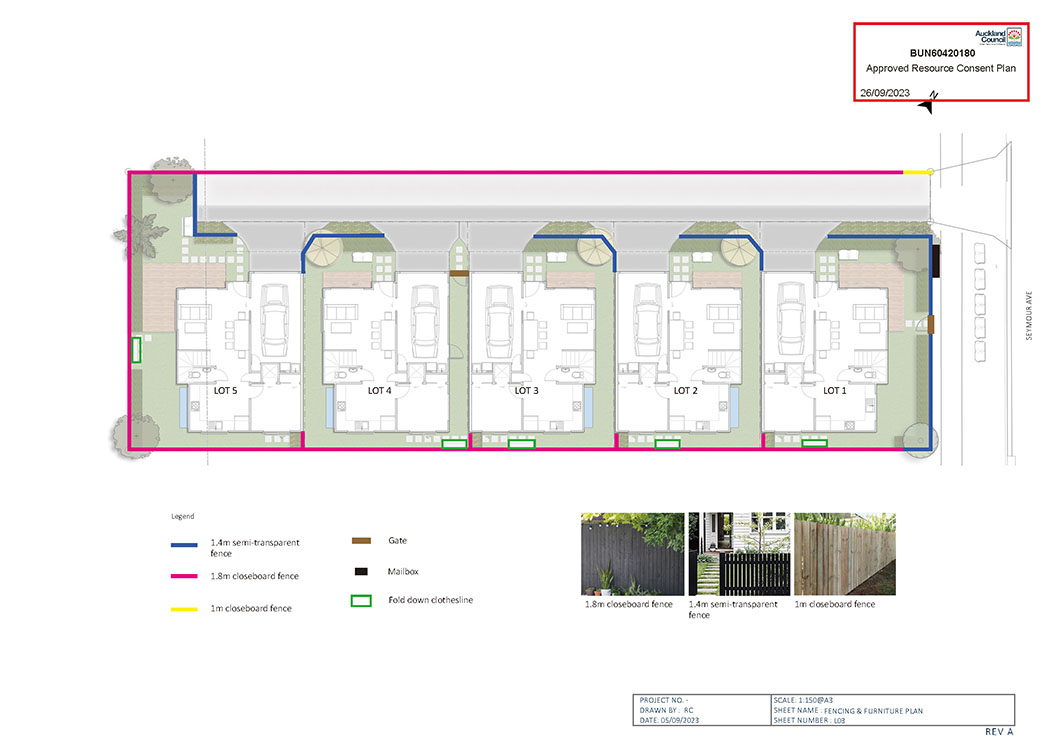 Auckland
Council
BUN60420180
Approved Resource Consent Plan
26/09/2023
N
SEYMOUR AVE
LOT 5
LOT 4
LOT 3
LOT 2
LOT 1
Legend
1.4m semi-transparent
fence
1.8m closeboard fence
1m closeboard fence
Gate
Mailbox
Fold down clothesline
1.8m closeboard fence
1.4m semi-transparent
fence
1m closeboard fence
PROJECT NO. -
DRAWN BY : RC
DATE: 05/09/2023
SCALE: 1:150@A3
SHEET NAME : FENCING & FURNITURE PLAN
SHEET NUMBER : L03
REV A